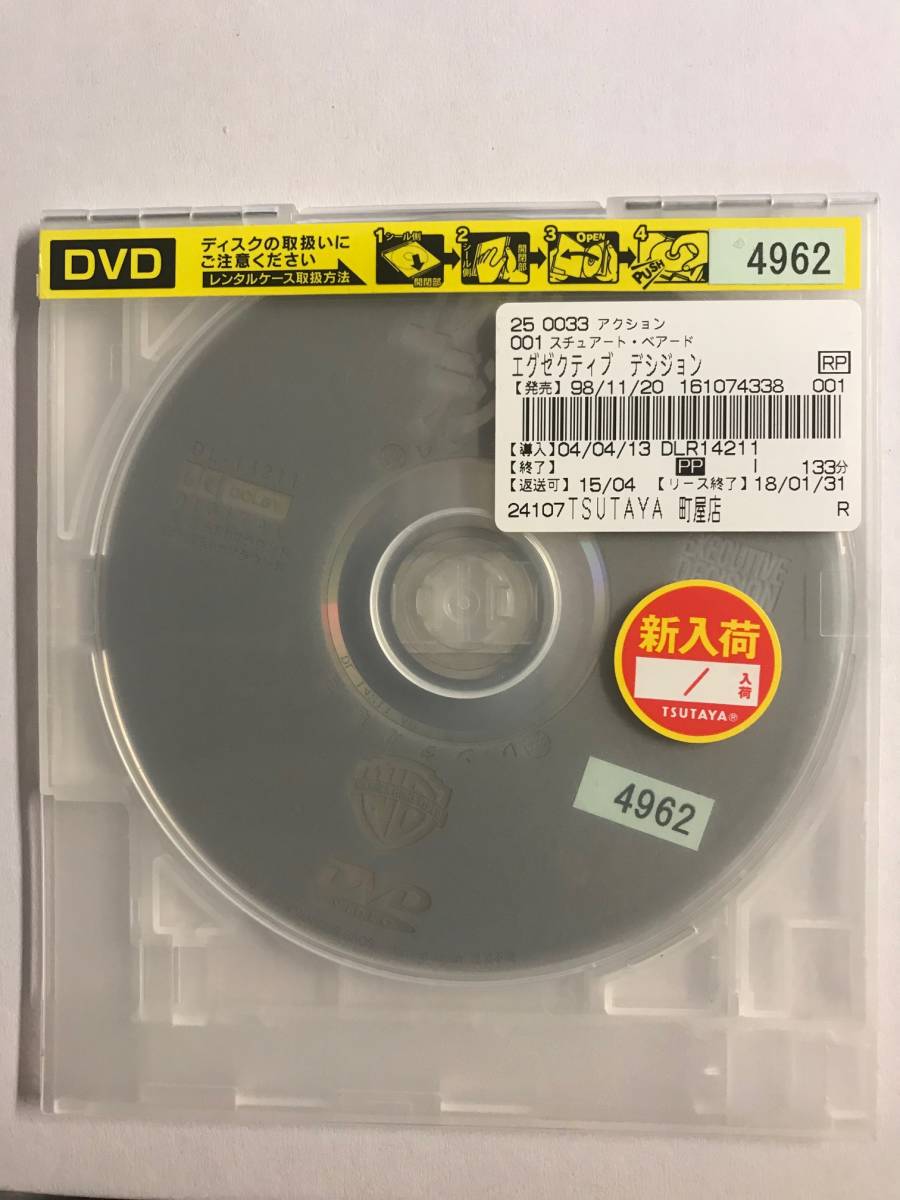 DVD
ディスクの取扱いに
ご注意ください
レンタルケース取扱方法
1 シール側
開閉部
2
シール側
開閉部
3 OPEN
4
PUSH
4962
25 0033 アクション
001 スチュアート・ベアード
エグゼクティブ デシジョン RP
【発売】98/11/20 161074338 001
【導入】04/04/13 DLR14211
【終了】 PP I 133分
【返送可】15/04 【リース終了】18/01/31
24107 TSUTAYA 町屋店 R
EXECUTIVE
DECISION
新入荷
/ 入荷
TSUTAYA®
4962
DVD